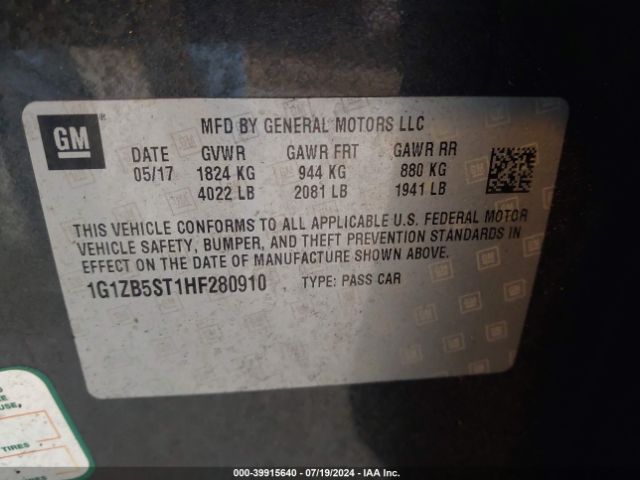 GM
MFD BY GENERAL MOTORS LLC
DATE GVWR GAWR FRT GAWR RR
05/17 1824 KG 944 KG 880 KG
4022 LB 2081 LB 1941 LB
THIS VEHICLE CONFORMS TO ALL APPLICABLE U.S. FEDERAL MOTOR
VEHICLE SAFETY, BUMPER, AND THEFT PREVENTION STANDARDS IN
EFFECT ON THE DATE OF MANUFACTURE SHOWN ABOVE.
1G1ZB5ST1HF280910 TYPE: PASS CAR
USE,
TIRES
000-39915640 - 07/19/2024 - IAA Inc.